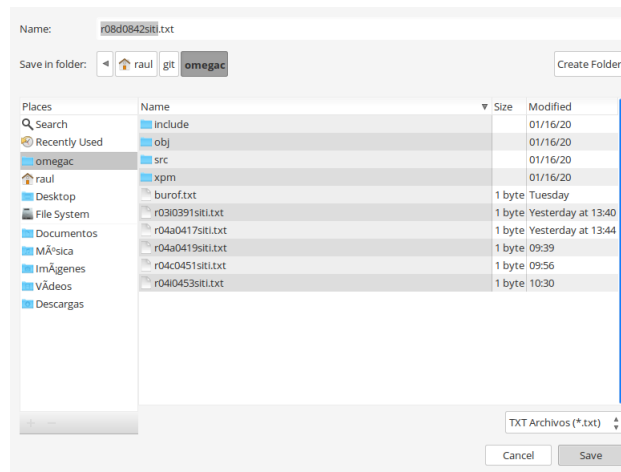 Name: r08d0842siti.txt
Save in folder: raul git omegac Create Folder
Places Name Size Modified
Search include 01/16/20
Recently Used obj 01/16/20
omegac src 01/16/20
raul xpm 01/16/20
Desktop burof.txt 1 byte Tuesday
File System r03i0391siti.txt 1 byte Yesterday at 13:40
Documentos r04a0417siti.txt 1 byte Yesterday at 13:44
MÃºsica r04a0419siti.txt 1 byte 09:39
ImÃ¡genes r04c0451siti.txt 1 byte 09:56
VÃ­deos r04i0453siti.txt 1 byte 10:30
Descargas
TXT Archivos (*.txt)
Cancel Save